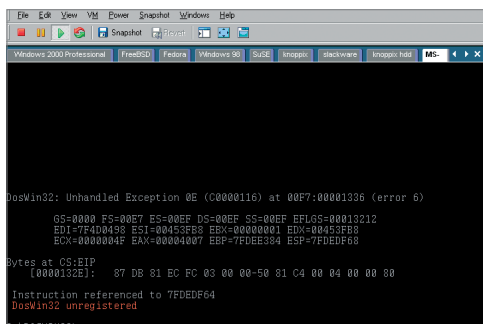 File Edit View VM Power Snapshot Windows Help
Snapshot Revert
Windows 2000 Professional FreeBSD Fedora Windows 98 SuSE knoppix slackware knoppix hdd MS-
DosWin32: Unhandled Exception 0E (C0000116) at 00F7:00001336 (error 6)
GS=0000 FS=00E7 ES=00EF DS=00EF SS=00EF EFLGS=00013212
EDI=7F4D0498 ESI=00453FB8 EBX=00000001 EDX=00453FB8
ECX=0000004F EAX=00004007 EBP=7FDEE384 ESP=7FDEDF68
Bytes at CS:EIP
[0000132E]: 87 DB 81 EC FC 03 00 00-50 81 C4 00 04 00 00 80
Instruction referenced to 7FDEDF64
DosWin32 unregistered